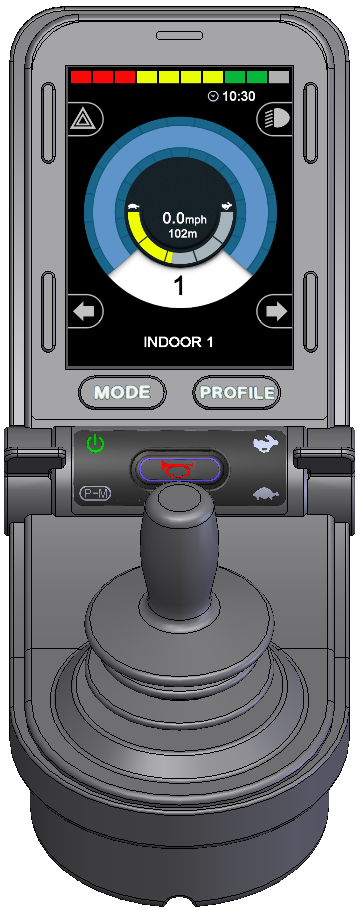 10:30
0.0mph
102m
1
INDOOR 1
MODE PROFILE
P-M